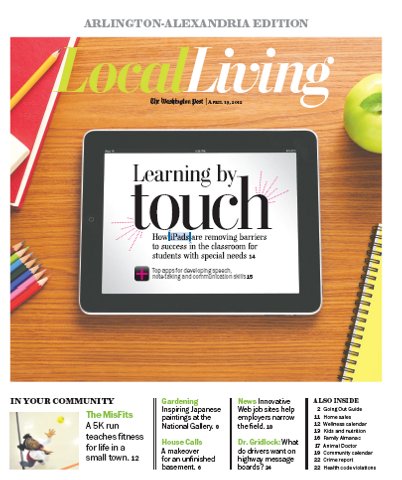 ARLINGTON-ALEXANDRIA EDITION
LocalLiving
The Washington Post | APRIL 19, 2012
Learning by
touch
How iPads are removing barriers
to success in the classroom for
students with special needs 14
Top apps for developing speech,
note-taking and communication skills 15
IN YOUR COMMUNITY
The MisFits
A 5K run
teaches fitness
for life in a
small town. 12
Gardening
Inspiring Japanese
paintings at the
National Gallery. 6
House Calls
A makeover
for an unfinished
basement. 8
News Innovative
Web job sites help
employers narrow
the field. 18
Dr. Gridlock: What
do drivers want on
highway message
boards?
ALSO INSIDE
2 Going Out Guide
11 Home sales
12 Wellness calendar
13 Kids and nutrition
16 Family Almanac
17 Animal Doctor
19 Community calendar
22 Crime report
22 Health code violations